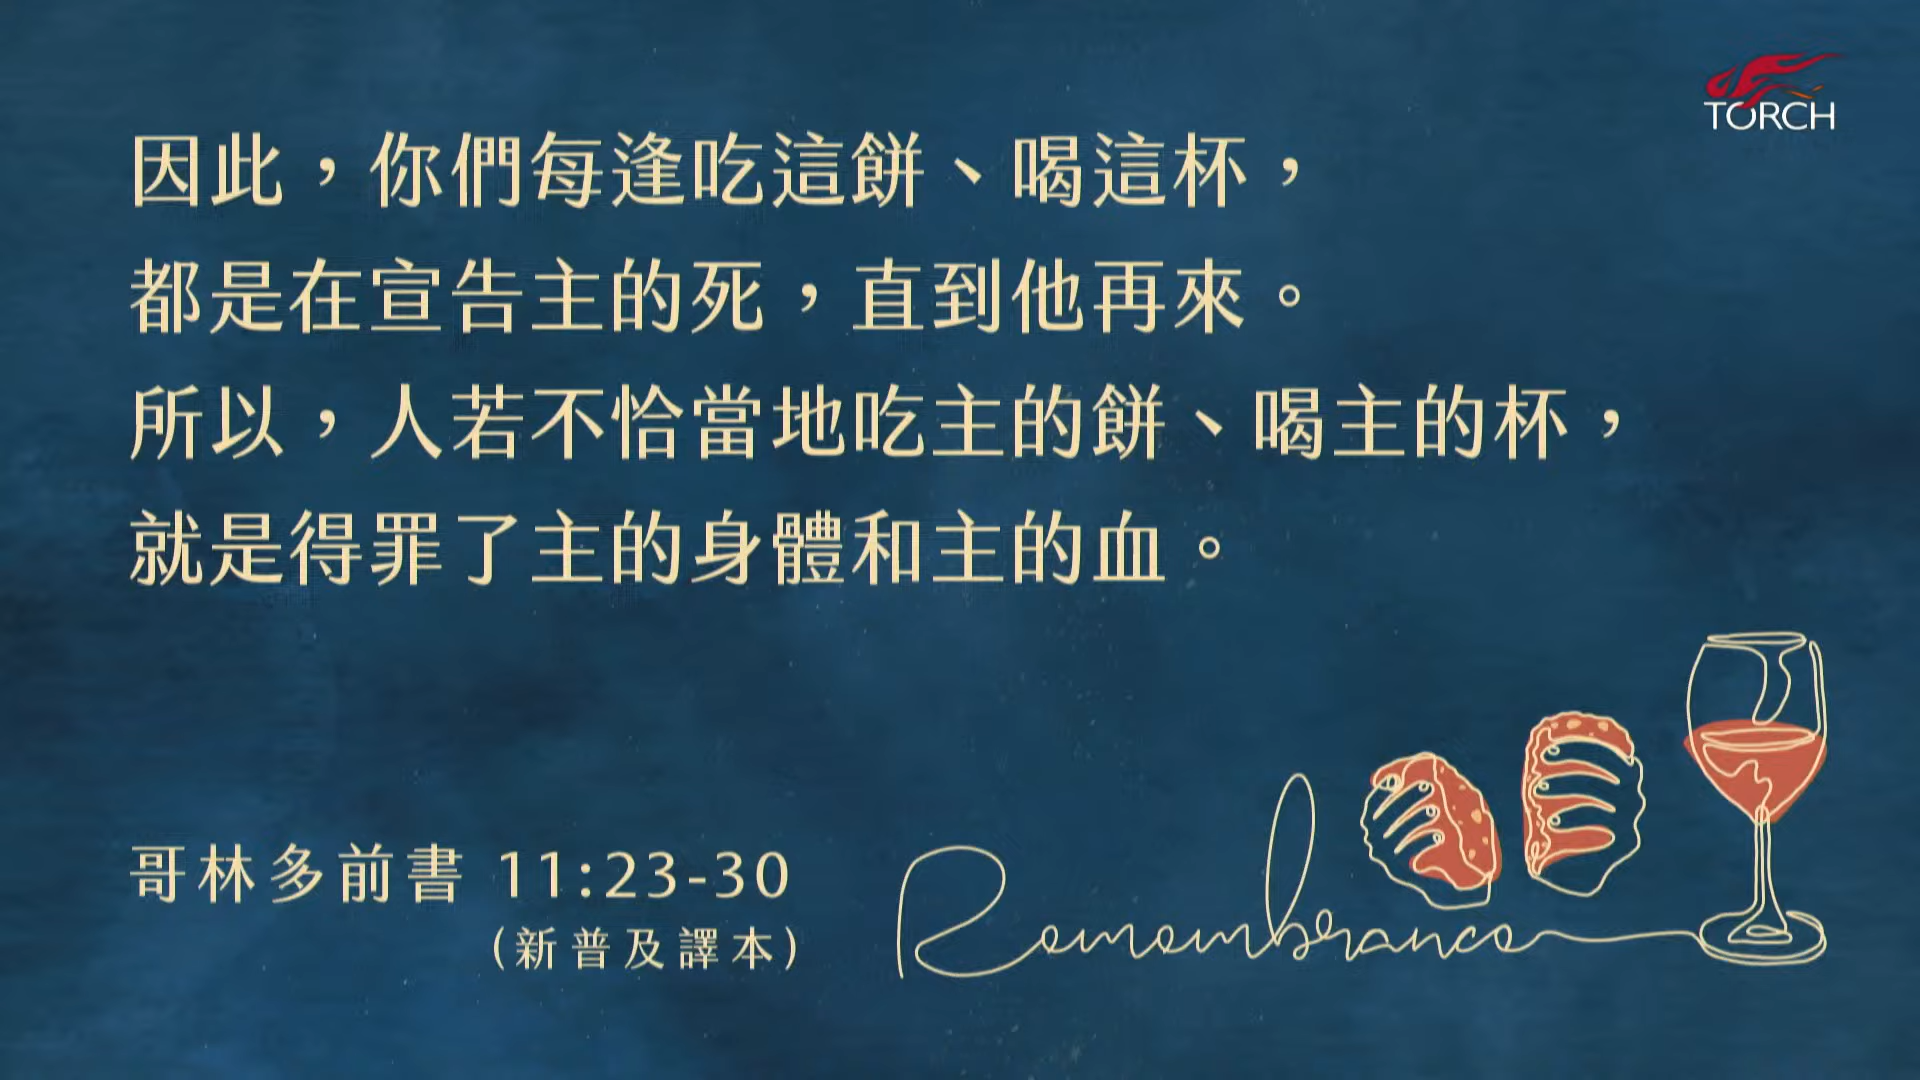 TORCH
因此，你們每逢吃這餅、喝這杯，
都是在宣告主的死，直到他再來。
所以，人若不恰當地吃主的餅、喝主的杯，
就是得罪了主的身體和主的血。
哥林多前書 11:23-30
(新普及譯本)
Remembrance